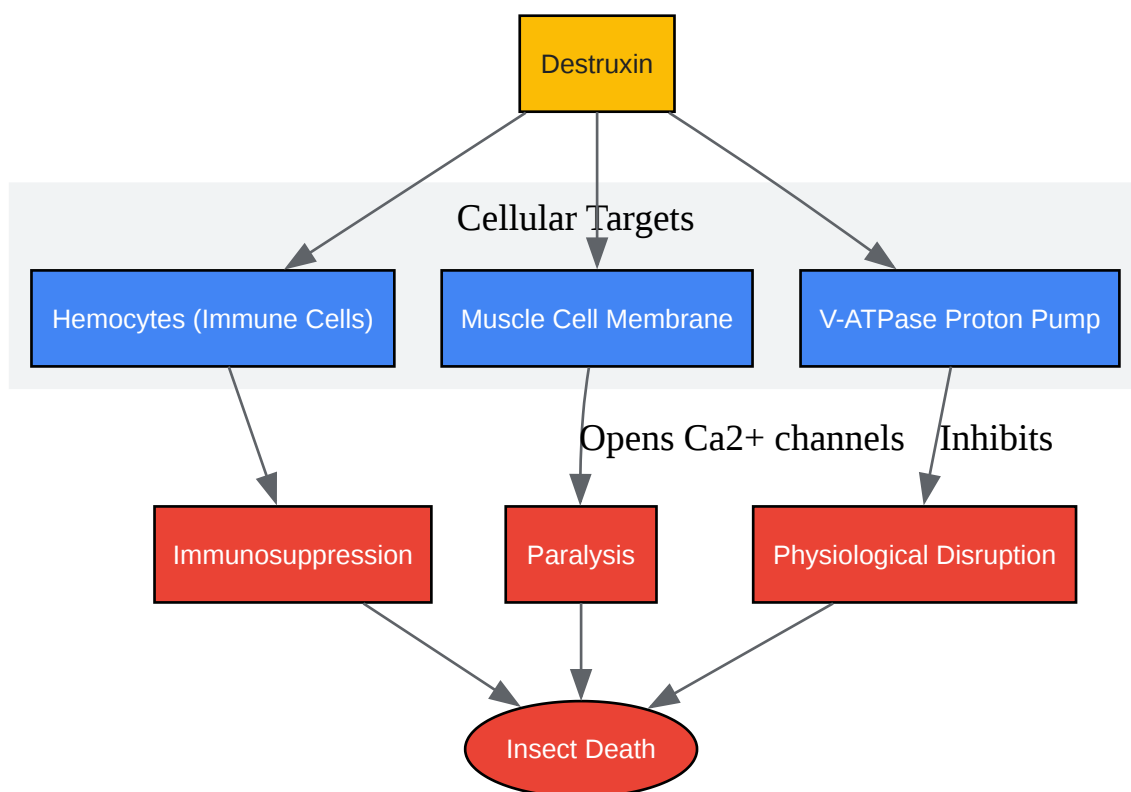 Destruxin
Cellular Targets
Hemocytes (Immune Cells)
Muscle Cell Membrane
V-ATPase Proton Pump
Opens Ca2+ channels
Inhibits
Immunosuppression
Paralysis
Physiological Disruption
Insect Death